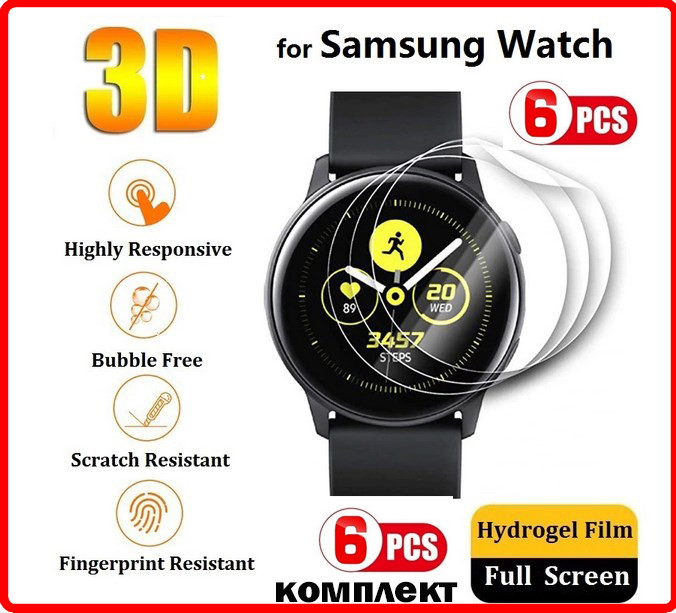 3D
for Samsung Watch
6 PCS
Highly Responsive
Bubble Free
Scratch Resistant
Fingerprint Resistant
89
20
WED
3457
STEPS
6 PCS
комплект
Hydrogel Film
Full Screen